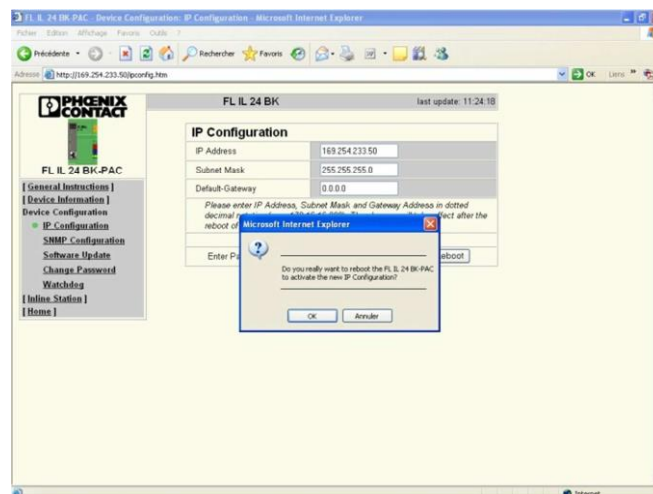 FL IL 24 BK-PAC - Device Configuration: IP Configuration - Microsoft Internet Explorer
Fichier Edition Affichage Favoris Outils ?
Précédente Rechercher Favoris
Adresse http://169.254.233.50/ipconfig.htm OK Liens »
PHŒNIX CONTACT
FL IL 24 BK last update: 11:24:18
FL IL 24 BK-PAC
[ General Instructions ]
[ Device Information ]
Device Configuration
IP Configuration
SNMP Configuration
Software Update
Change Password
Watchdog
[ Inline Station ]
[ Home ]
IP Configuration
IP Address 169.254.233.50
Subnet Mask 255.255.255.0
Default-Gateway 0.0.0.0
Please enter IP Address, Subnet Mask and Gateway Address in dotted
decimal effect after the
reboot of
Enter eboot
Microsoft Internet Explorer
Do you really want to reboot the FL IL 24 BK-PAC
to activate the new IP Configuration?
OK Annuler
Internet